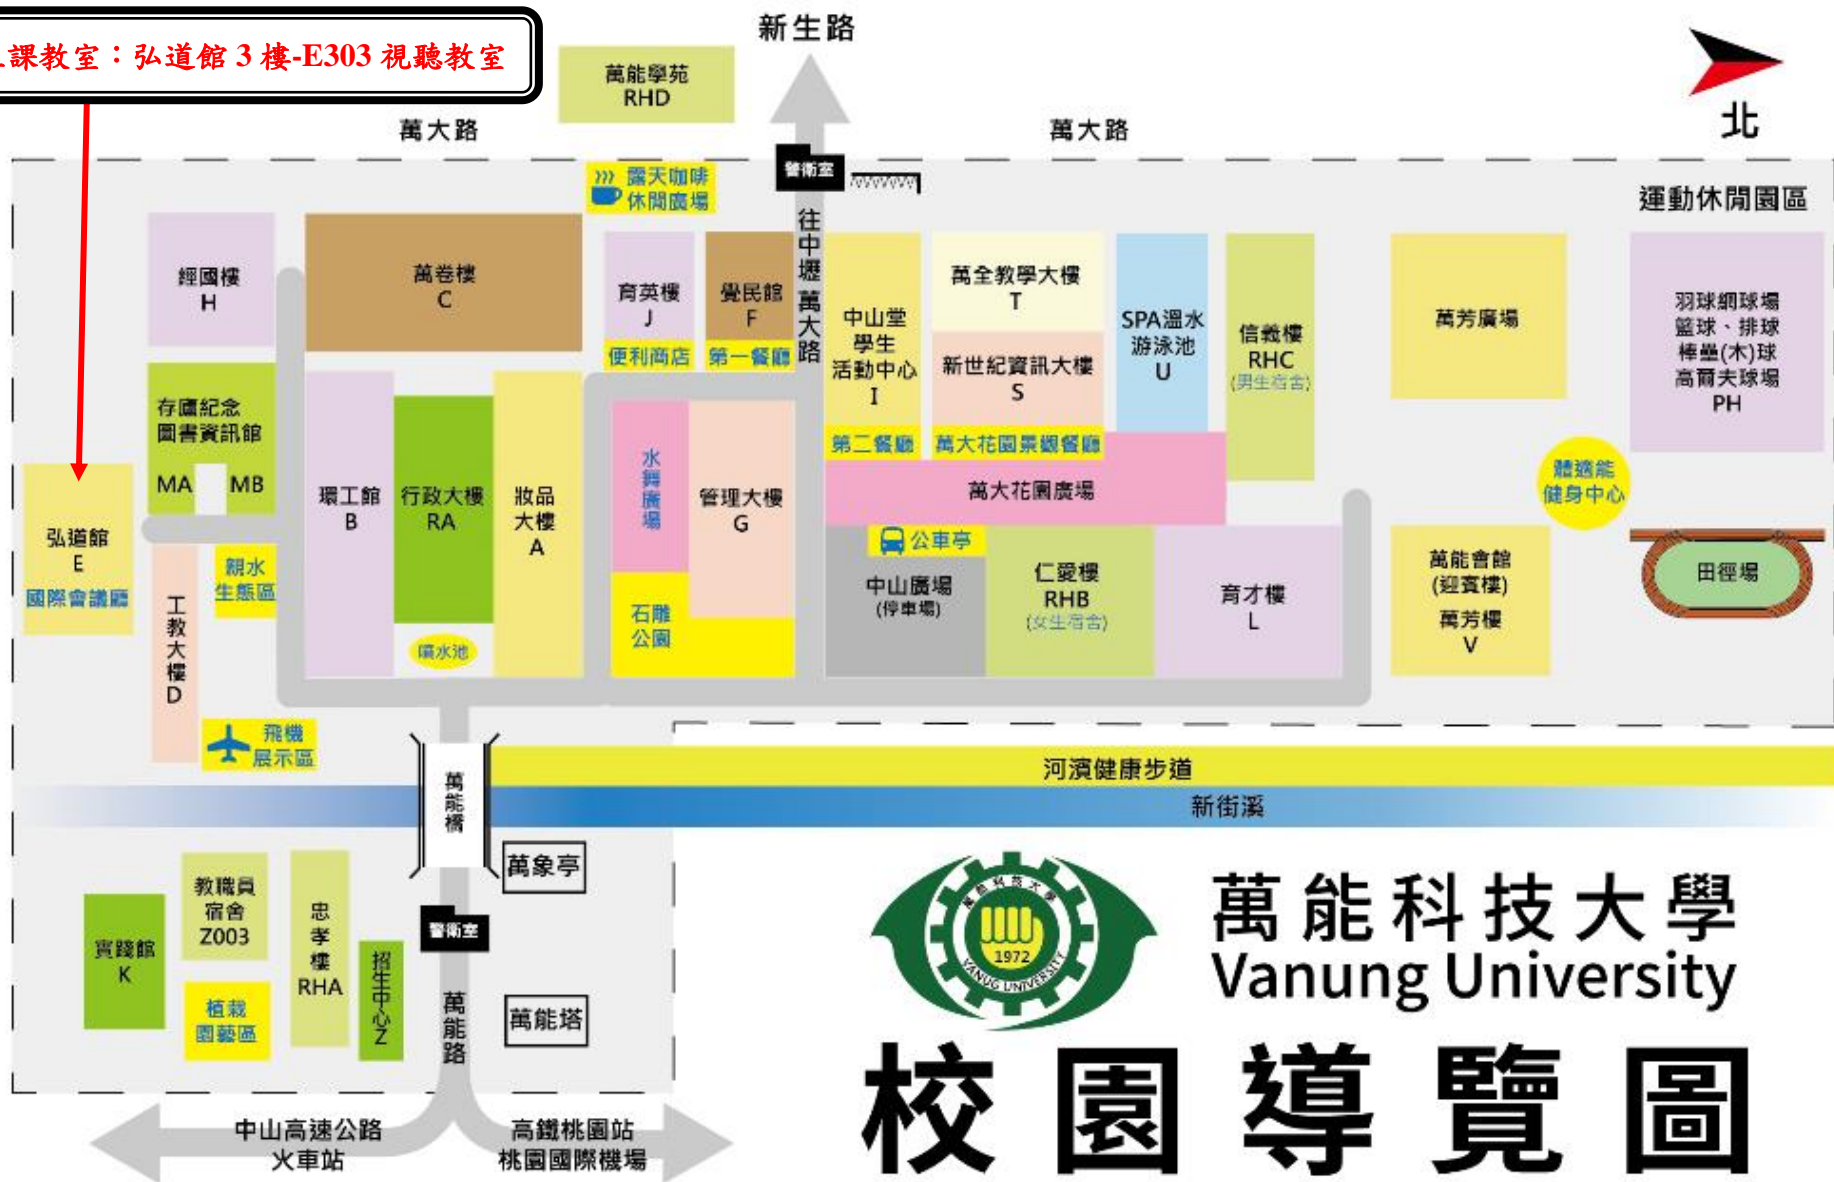 課教室：弘道館 3 樓-E303 視聽教室
新生路
萬能學苑
RHD
北
萬大路
萬大路
警衛室
露天咖啡
休閒廣場
往中壢 萬大路
運動休閒園區
經國樓
H
萬卷樓
C
育英樓
J
便利商店
覺民館
F
第一餐廳
中山堂
學生
活動中心
I
第二餐廳
萬全教學大樓
T
新世紀資訊大樓
S
萬大花園景觀餐廳
SPA溫水
游泳池
U
信義樓
RHC
(男生宿舍)
萬芳廣場
羽球網球場
籃球、排球
棒壘(木)球
高爾夫球場
PH
存廬紀念
圖書資訊館
MA
MB
弘道館
E
國際會議廳
親水
生態區
工教大樓
D
環工館
B
行政大樓
RA
噴水池
妝品
大樓
A
水舞廣場
石雕
公園
管理大樓
G
萬大花園廣場
公車亭
中山廣場
(停車場)
仁愛樓
RHB
(女生宿舍)
育才樓
L
體適能
健身中心
萬能會館
(迎賓樓)
萬芳樓
V
田徑場
飛機
展示區
萬能橋
河濱健康步道
新街溪
萬象亭
教職員
宿舍
Z003
忠孝樓
RHA
實踐館
K
植栽
園藝區
招生中心Z
警衛室
萬能路
萬能塔
中山高速公路
火車站
高鐵桃園站
桃園國際機場
萬能科技大學
1972
VANUNG UNIVERSITY
萬能科技大學
Vanung University
校園導覽圖